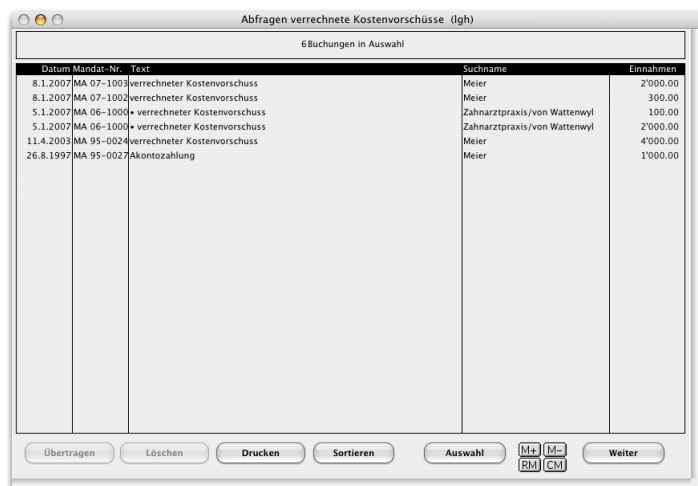 Abfragen verrechnete Kostenvorschüsse (lgh)
6 Buchungen in Auswahl
Datum Mandat-Nr. Text Suchname Einnahmen
8.1.2007 MA 07-1003 verrechneter Kostenvorschuss Meier 2'000.00
8.1.2007 MA 07-1002 verrechneter Kostenvorschuss Meier 300.00
5.1.2007 MA 06-1000 • verrechneter Kostenvorschuss Zahnarztpraxis/von Wattenwyl 100.00
5.1.2007 MA 06-1000 • verrechneter Kostenvorschuss Zahnarztpraxis/von Wattenwyl 2'000.00
11.4.2003 MA 95-0024 verrechneter Kostenvorschuss Meier 4'000.00
26.8.1997 MA 95-0027 Akontozahlung Meier 1'000.00
Übertragen Löschen Drucken Sortieren Auswahl M+ M- Weiter
RM CM